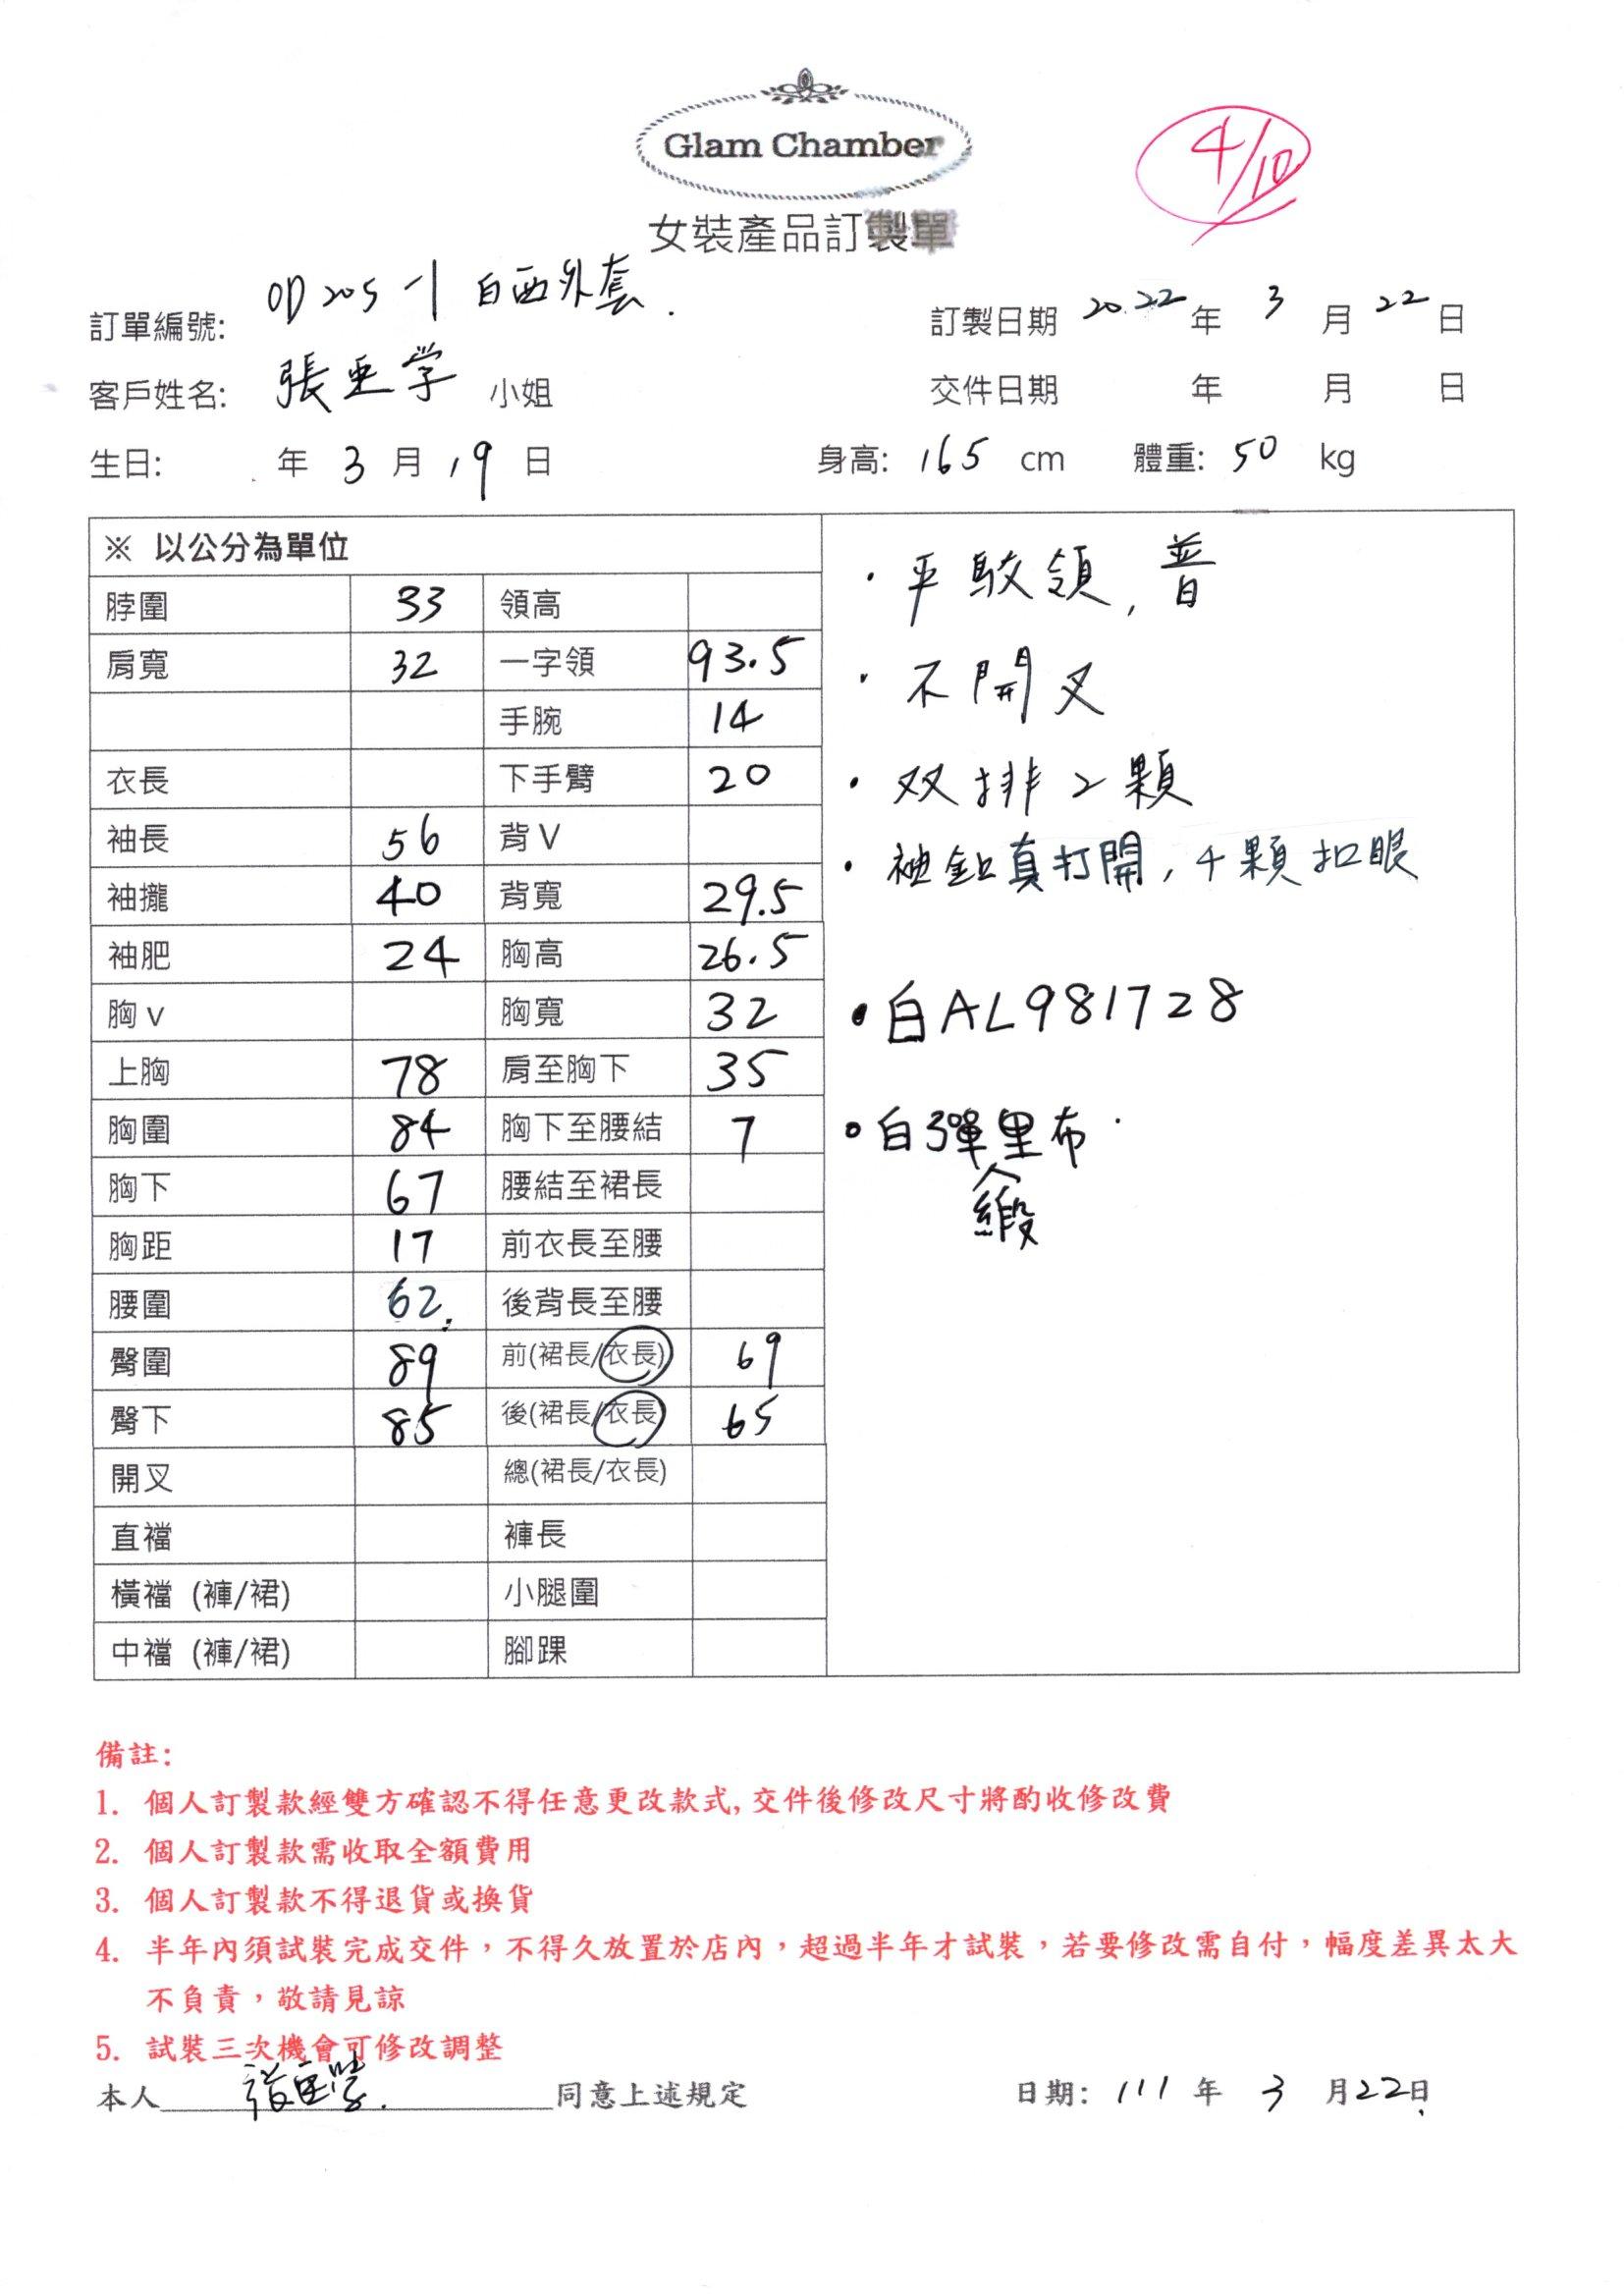 Glam Chamber
4/10
女裝產品訂製單
訂單編號: OD205-1 白西外套.
訂製日期 2022 年 3 月 22 日
客戶姓名: 張亜学 小姐
交件日期 年 月 日
生日: 年 3 月 19 日 身高: 165 cm 體重: 50 kg
※ 以公分為單位
脖圍 33 領高
肩寬 32 一字領 93.5
手腕 14
衣長 下手臂 20
袖長 56 背V
袖攏 40 背寬 29.5
袖肥 24 胸高 26.5
胸v 胸寬 32
上胸 78 肩至胸下 35
胸圍 84 胸下至腰結 7
胸下 67 腰結至裙長
胸距 17 前衣長至腰
腰圍 62. 後背長至腰
臀圍 89 前(裙長/衣長) 69
臀下 85 後(裙長/衣長) 65
開叉 總(裙長/衣長)
直襠 褲長
橫襠 (褲/裙) 小腿圍
中襠 (褲/裙) 腳踝
·平駁領,普
·不開叉
·双排2顆
·袖釦真打開,4顆扣眼
·白AL981728
·白彈里布
緞
備註:
1. 個人訂製款經雙方確認不得任意更改款式,交件後修改尺寸將酌收修改費
2. 個人訂製款需收取全額費用
3. 個人訂製款不得退貨或換貨
4. 半年內須試裝完成交件，不得久放置於店內，超過半年才試裝，若要修改需自付，幅度差異太大
不負責，敬請見諒
5. 試裝三次機會可修改調整
本人 同意上述規定 日期: 111 年 3 月22日